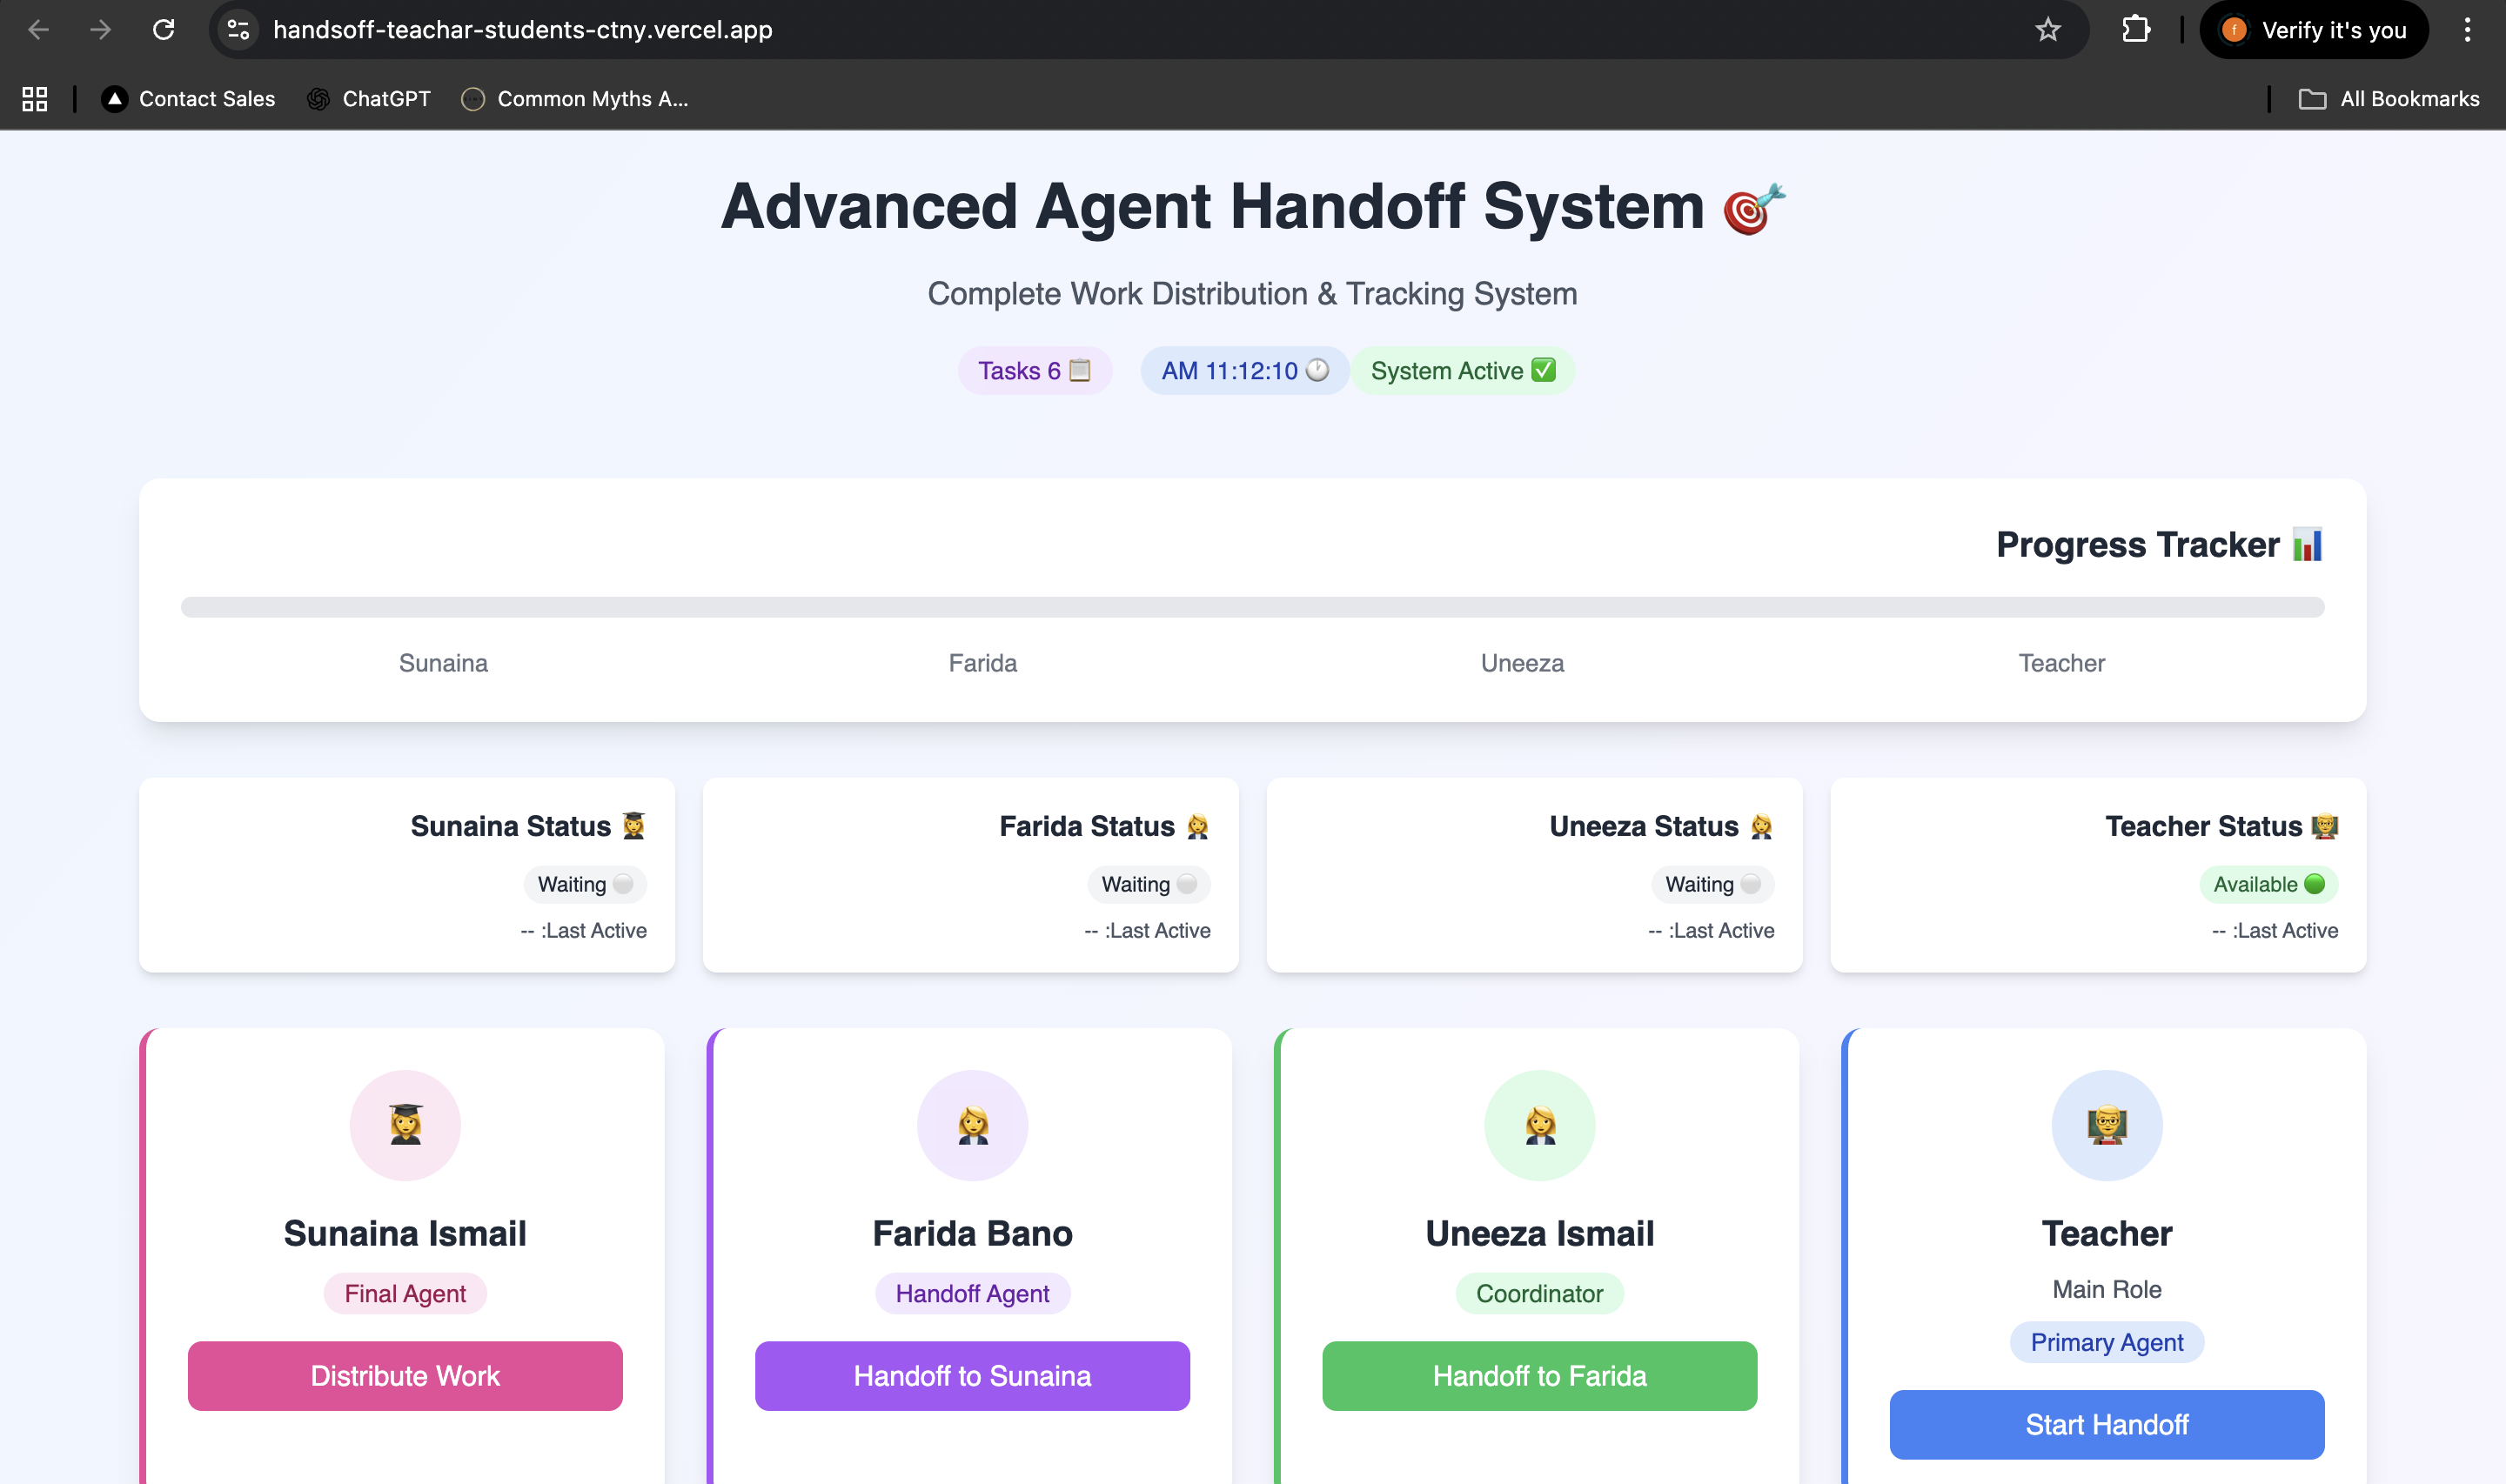 handsoff-teachar-students-ctny.vercel.app
Verify it's you
Contact Sales
ChatGPT
Common Myths A...
All Bookmarks
Advanced Agent Handoff System 🎯
Complete Work Distribution & Tracking System
Tasks 6 📋 AM 11:12:10 🕐 System Active ✅
Progress Tracker 📊
Sunaina Farida Uneeza Teacher
Sunaina Status 👩‍🎓
Waiting ⚪
-- :Last Active
Farida Status 👩‍💼
Waiting ⚪
-- :Last Active
Uneeza Status 👩‍💼
Waiting ⚪
-- :Last Active
Teacher Status 👨‍🏫
Available 🟢
-- :Last Active
Sunaina Ismail
Final Agent
Distribute Work
Farida Bano
Handoff Agent
Handoff to Sunaina
Uneeza Ismail
Coordinator
Handoff to Farida
Teacher
Main Role
Primary Agent
Start Handoff